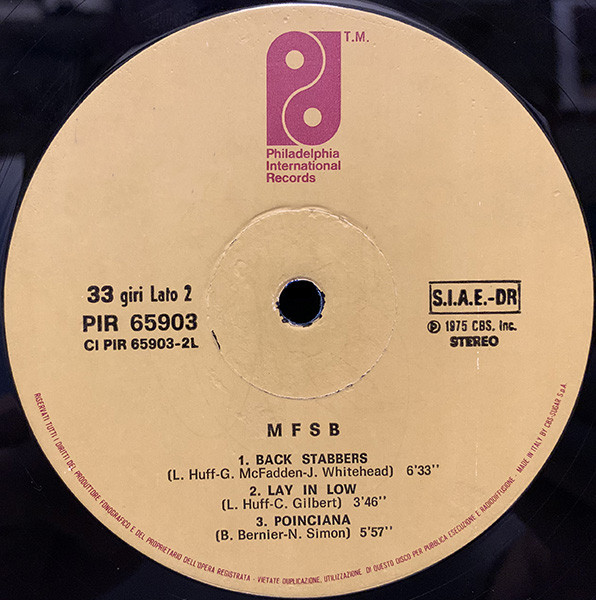 T.M.
Philadelphia
International
Records
33 giri Lato 2
PIR 65903
CI PIR 65903-2L
S.I.A.E.-DR
℗ 1975 CBS. Inc.
STEREO
M F S B
1. BACK STABBERS
(L. Huff-G. McFadden-J. Whitehead) 6'33''
2. LAY IN LOW
(L. Huff-C. Gilbert) 3'46''
3. POINCIANA
(B. Bernier-N. Simon) 5'57''
RISERVATI TUTTI I DIRITTI DEL PRODUTTORE FONOGRAFICO E DEL PROPRIETARIO DELL'OPERA REGISTRATA - VIETATE DUPLICAZIONE, UTILIZZAZIONE DI QUESTO DISCO PER PUBBLICA ESECUZIONE E RADIODIFFUSIONE. - MADE IN ITALY BY CBS-SUGAR S.p.A.